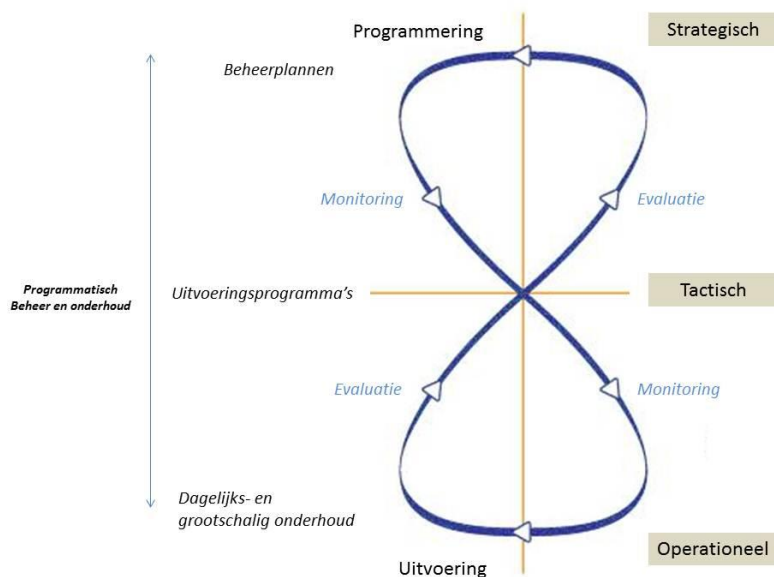 Programmering
Strategisch
Beheerplannen
Monitoring
Evaluatie
Programmatisch
Beheer en onderhoud
Uitvoeringsprogramma's
Tactisch
Evaluatie
Monitoring
Dagelijks- en
grootschalig onderhoud
Operationeel
Uitvoering